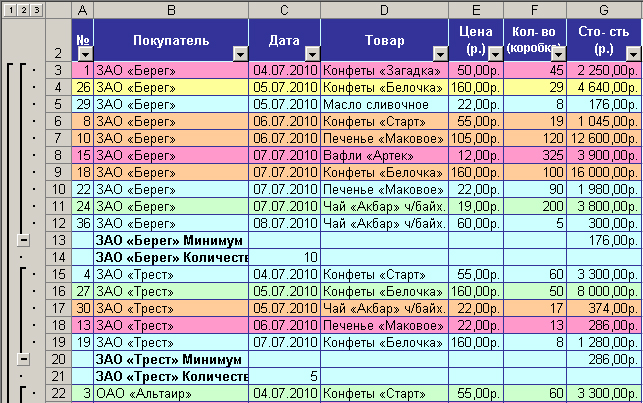 1 2 3 A B C D E F G
2 № Покупатель Дата Товар Цена (р.) Кол- во (коробка) Сто- сть (р.)
3 1 ЗАО «Берег» 04.07.2010 Конфеты «Загадка» 50,00р. 45 2 250,00р.
4 26 ЗАО «Берег» 05.07.2010 Конфеты «Белочка» 160,00р. 29 4 640,00р.
5 29 ЗАО «Берег» 05.07.2010 Масло сливочное 22,00р. 8 176,00р.
6 8 ЗАО «Берег» 06.07.2010 Конфеты «Старт» 55,00р. 19 1 045,00р.
7 10 ЗАО «Берег» 06.07.2010 Печенье «Маковое» 105,00р. 120 12 600,00р.
8 15 ЗАО «Берег» 07.07.2010 Вафли «Артек» 12,00р. 325 3 900,00р.
9 18 ЗАО «Берег» 07.07.2010 Конфеты «Белочка» 160,00р. 100 16 000,00р.
10 22 ЗАО «Берег» 07.07.2010 Печенье «Маковое» 22,00р. 90 1 980,00р.
11 24 ЗАО «Берег» 07.07.2010 Чай «Акбар» ч/байх. 19,00р. 200 3 800,00р.
12 36 ЗАО «Берег» 08.07.2010 Чай «Акбар» ч/байх. 60,00р. 5 300,00р.
13 ЗАО «Берег» Минимум 176,00р.
14 ЗАО «Берег» Количест 10
15 4 ЗАО «Трест» 04.07.2010 Конфеты «Старт» 55,00р. 60 3 300,00р.
16 27 ЗАО «Трест» 05.07.2010 Конфеты «Белочка» 160,00р. 50 8 000,00р.
17 30 ЗАО «Трест» 05.07.2010 Чай «Акбар» ч/байх. 22,00р. 17 374,00р.
18 13 ЗАО «Трест» 06.07.2010 Печенье «Маковое» 22,00р. 13 286,00р.
19 19 ЗАО «Трест» 07.07.2010 Конфеты «Белочка» 160,00р. 8 1 280,00р.
20 ЗАО «Трест» Минимум 286,00р.
21 ЗАО «Трест» Количест 5
22 3 ОАО «Альтаир» 04.07.2010 Конфеты «Старт» 55,00р. 60 3 300,00р.